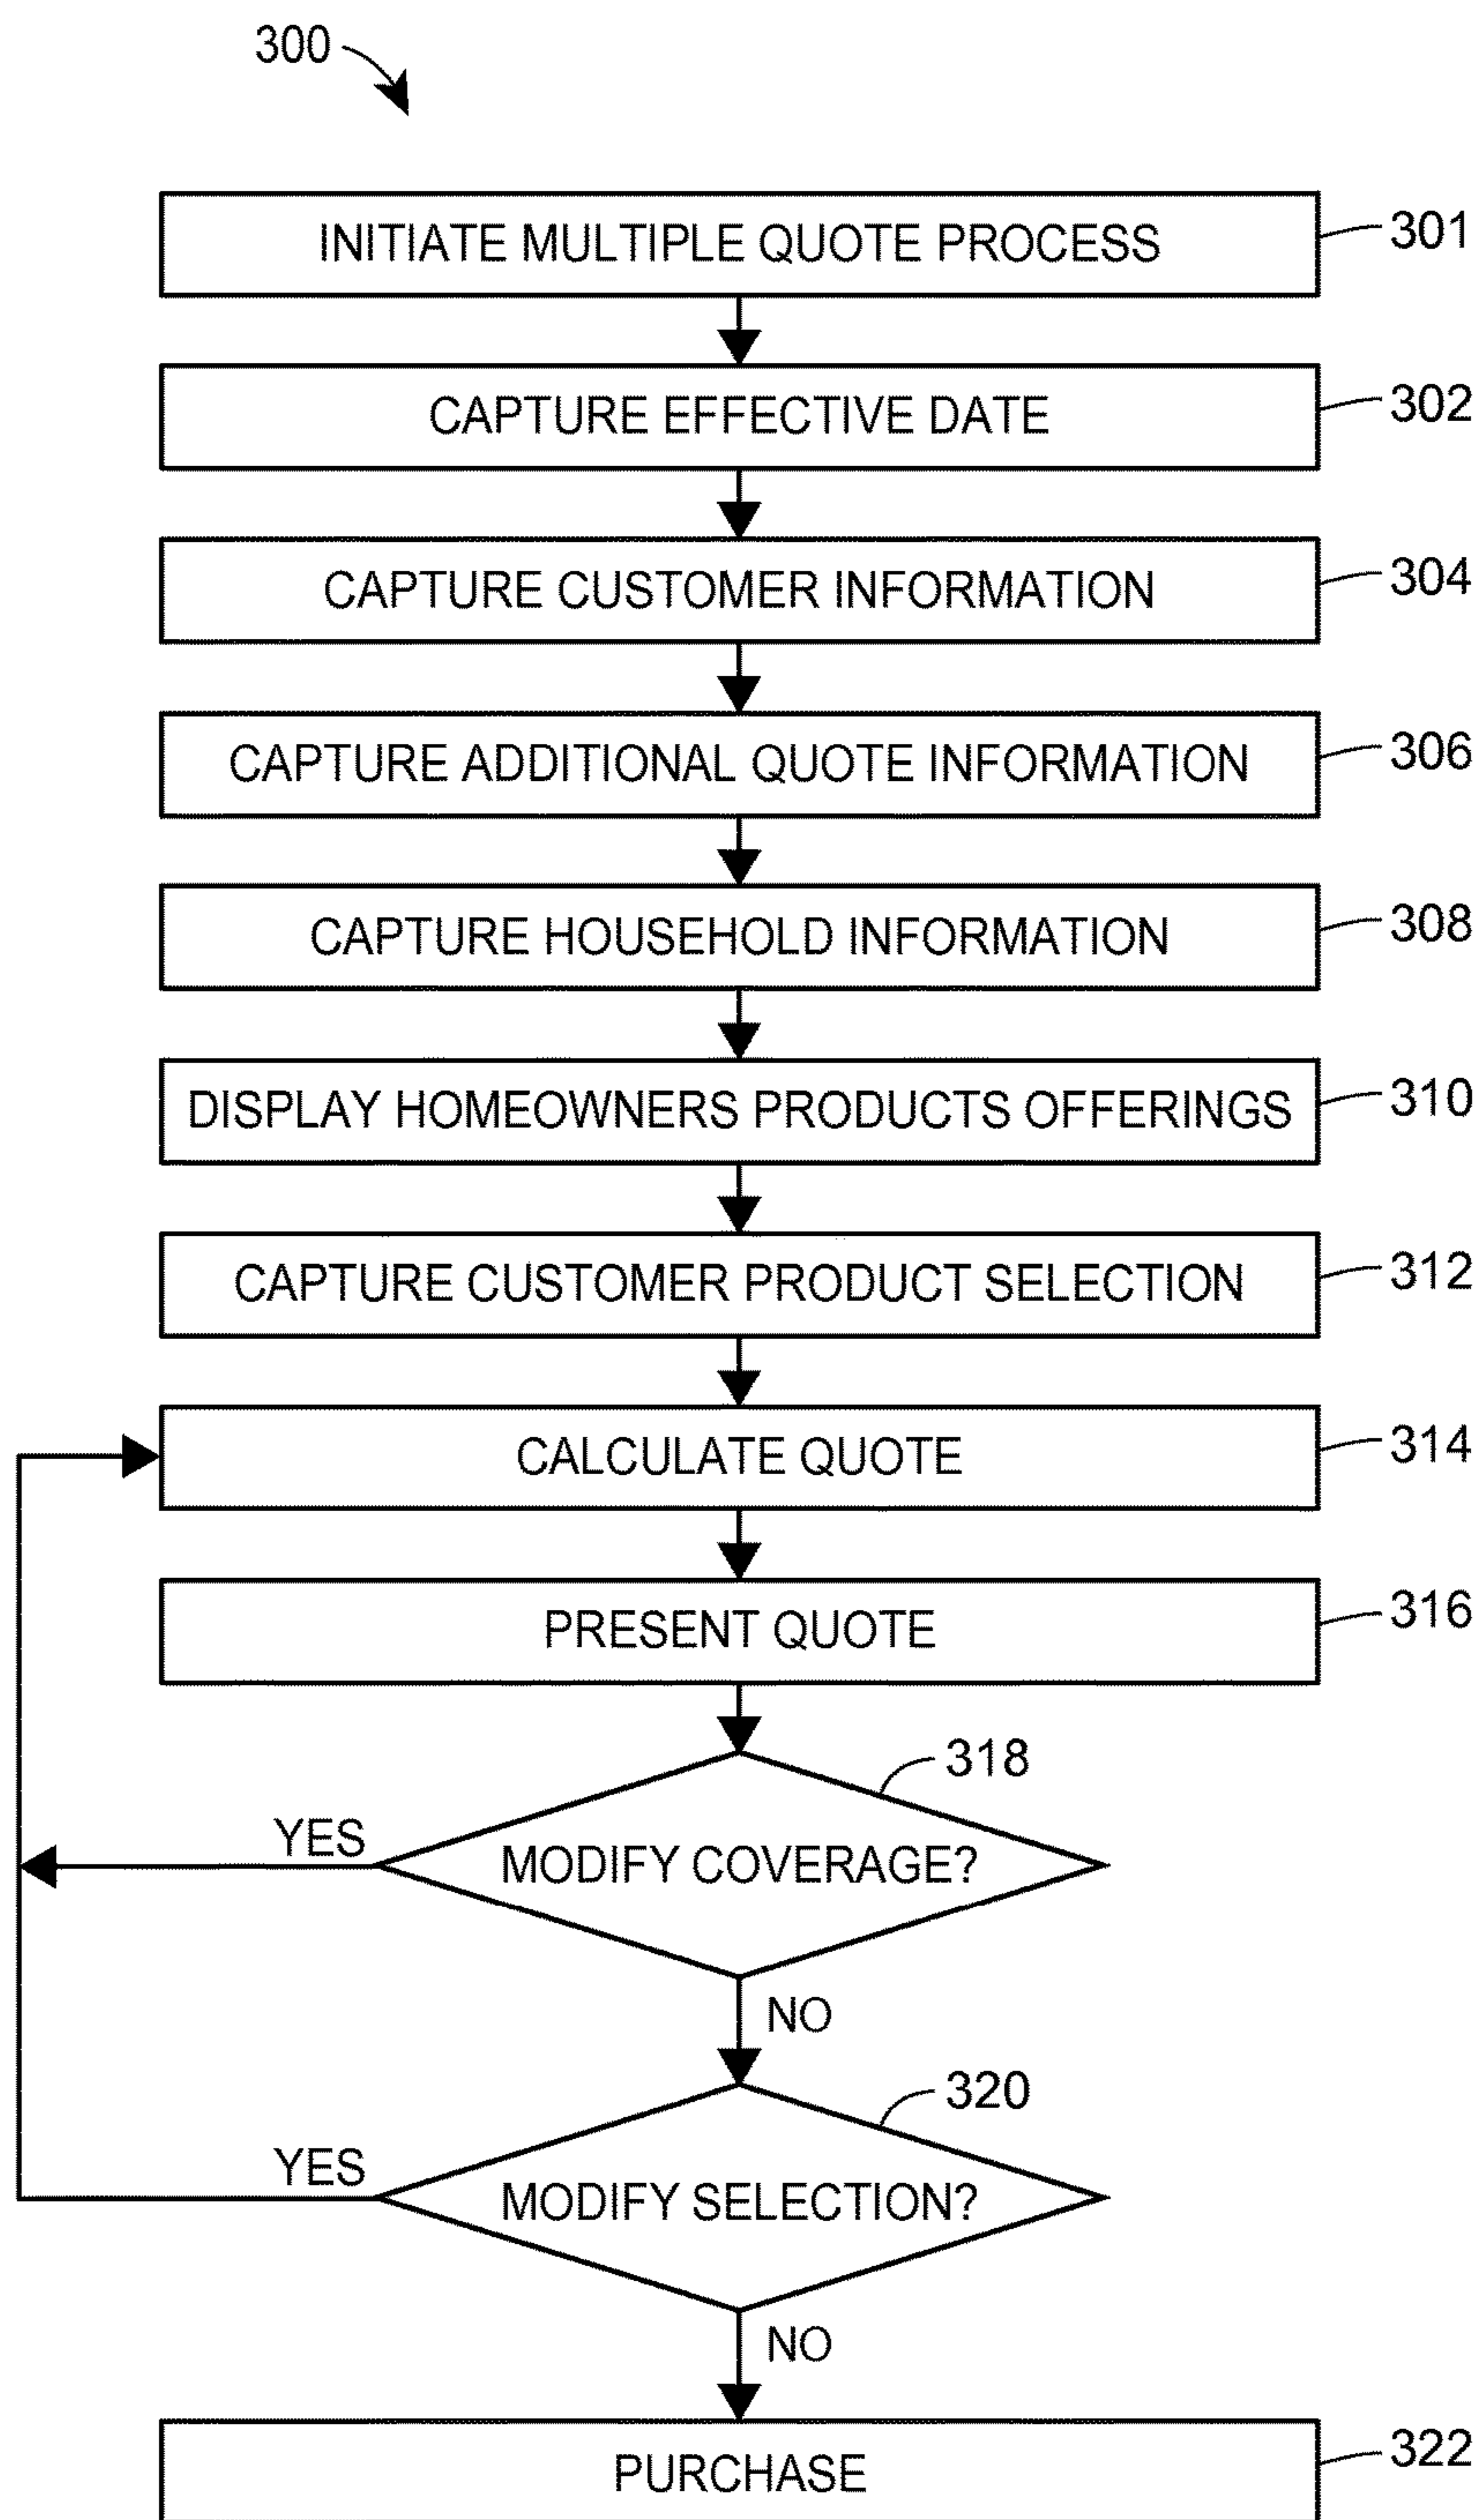 300
INITIATE MULTIPLE QUOTE PROCESS
301
CAPTURE EFFECTIVE DATE
302
CAPTURE CUSTOMER INFORMATION
304
CAPTURE ADDITIONAL QUOTE INFORMATION
306
CAPTURE HOUSEHOLD INFORMATION
308
DISPLAY HOMEOWNERS PRODUCTS OFFERINGS
310
CAPTURE CUSTOMER PRODUCT SELECTION
312
CALCULATE QUOTE
314
PRESENT QUOTE
316
318
YES
MODIFY COVERAGE?
NO
320
YES
MODIFY SELECTION?
NO
PURCHASE
322